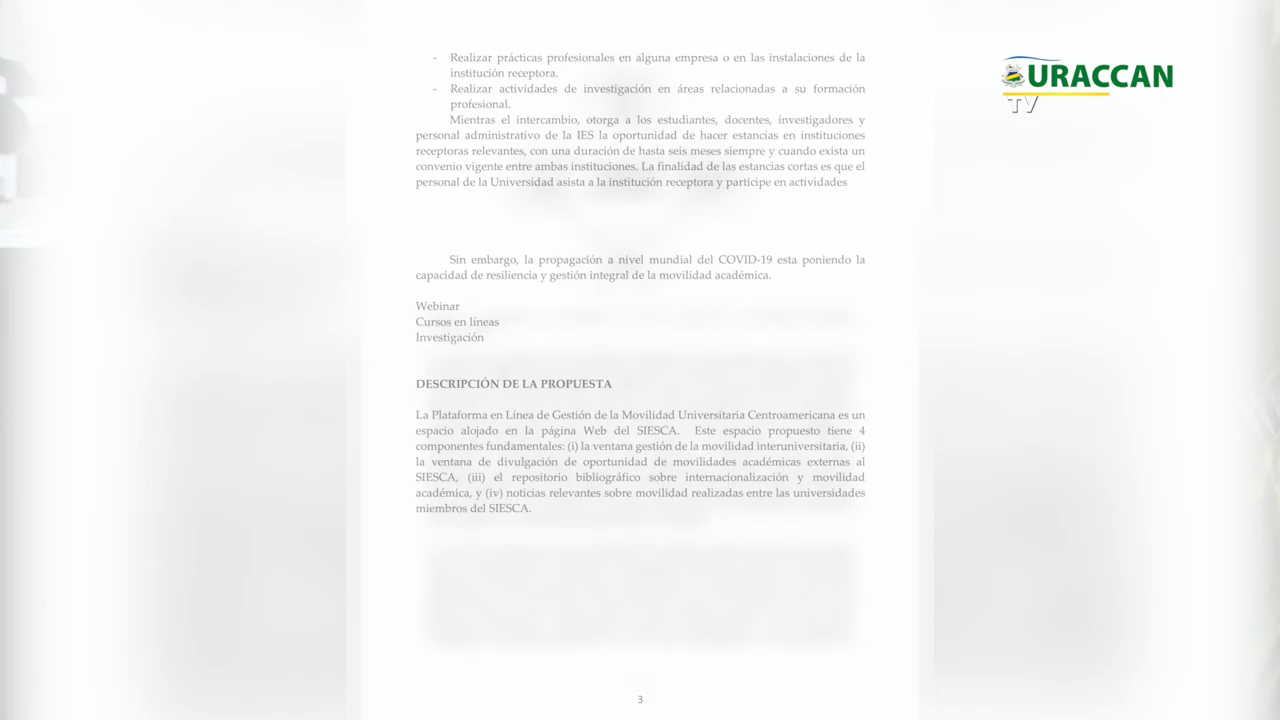 - Realizar prácticas profesionales en alguna empresa o en las instalaciones de la
institución receptora.
- Realizar actividades de investigación en áreas relacionadas a su formación
profesional.
Mientras el intercambio, otorga a los estudiantes, docentes, investigadores y
personal administrativo de la IES la oportunidad de hacer estancias en instituciones
receptoras relevantes, con una duración de hasta seis meses siempre y cuando exista un
convenio vigente entre ambas instituciones. La finalidad de las estancias cortas es que el
personal de la Universidad asista a la institución receptora y participe en actividades
Sin embargo, la propagación a nivel mundial del COVID-19 esta poniendo la
capacidad de resiliencia y gestión integral de la movilidad académica.
Webinar
Cursos en líneas
Investigación
DESCRIPCIÓN DE LA PROPUESTA
La Plataforma en Línea de Gestión de la Movilidad Universitaria Centroamericana es un
espacio alojado en la página Web del SIESCA. Este espacio propuesto tiene 4
componentes fundamentales: (i) la ventana gestión de la movilidad interuniversitaria, (ii)
la ventana de divulgación de oportunidad de movilidades académicas externas al
SIESCA, (iii) el repositorio bibliográfico sobre internacionalización y movilidad
académica, y (iv) noticias relevantes sobre movilidad realizadas entre las universidades
miembros del SIESCA.
3
URACCAN
TV